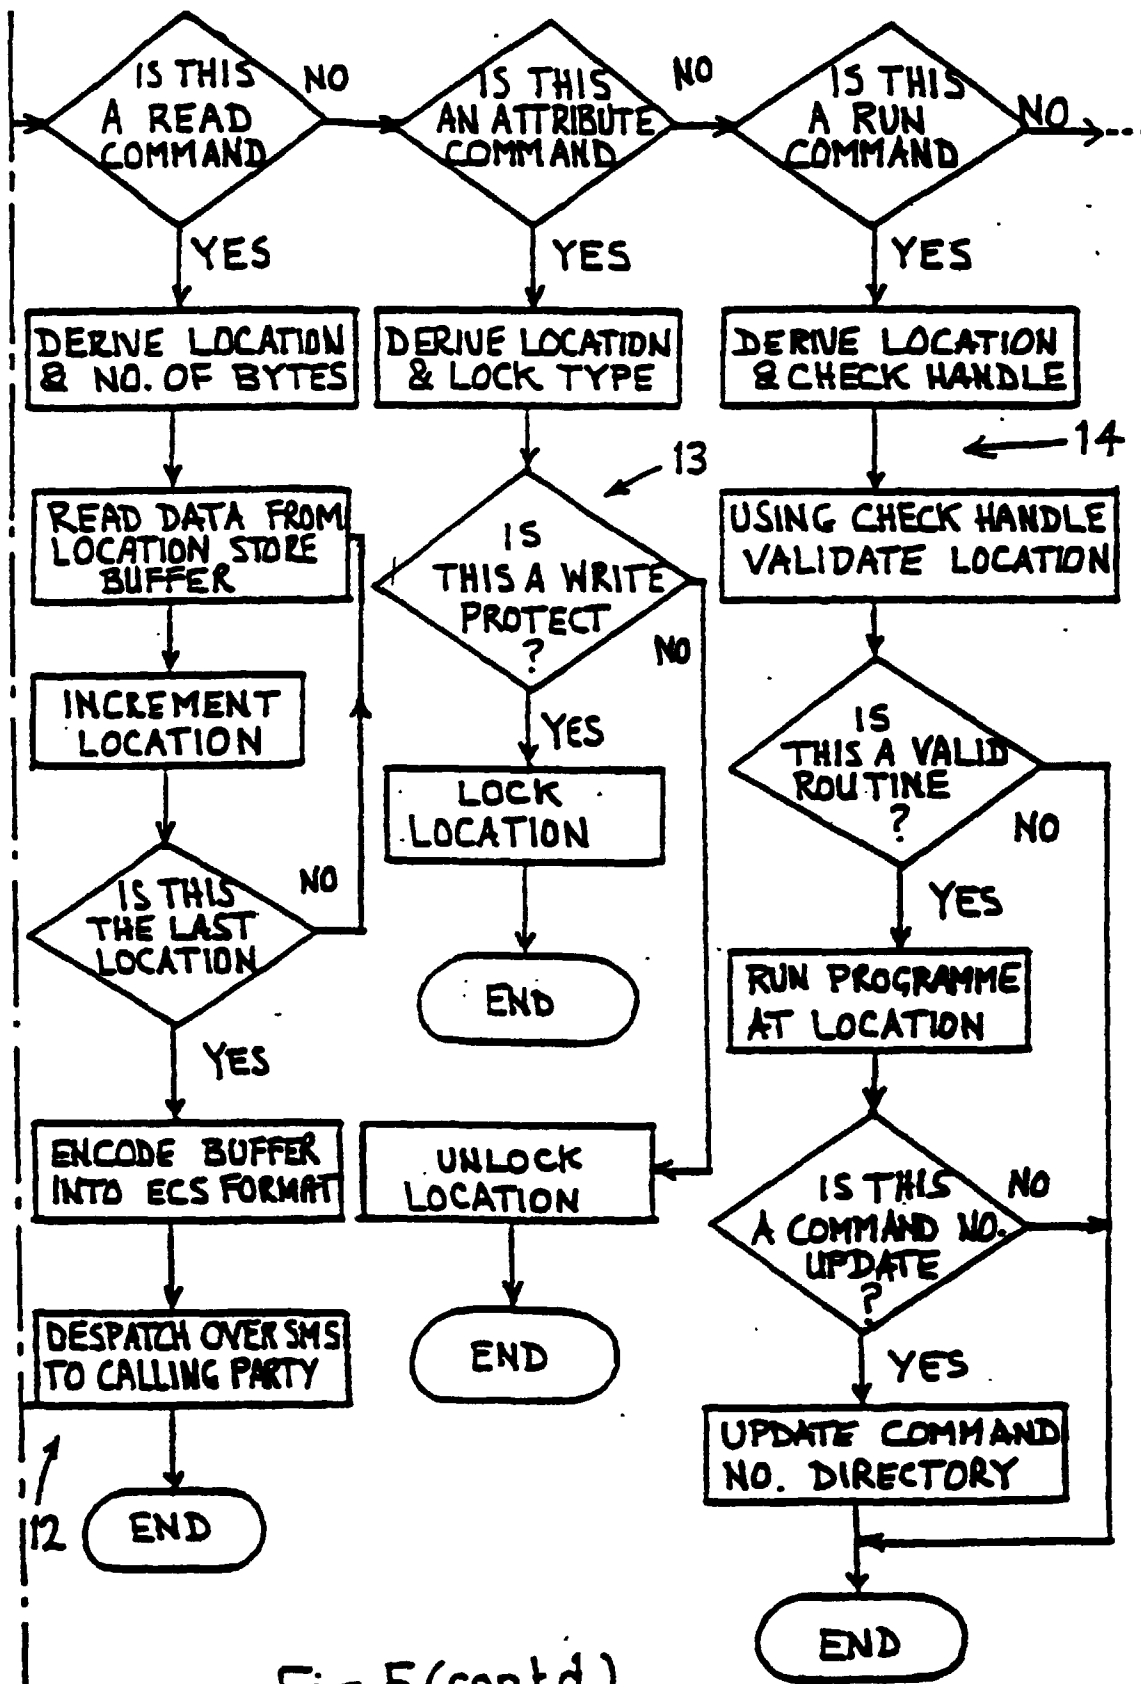 IS THIS
A READ
COMMAND
NO
IS THIS
AN ATTRIBUTE
COMMAND
NO
IS THIS
A RUN
COMMAND
NO
YES
YES
YES
DERIVE LOCATION
& NO. OF BYTES
DERIVE LOCATION
& LOCK TYPE
DERIVE LOCATION
& CHECK HANDLE
13
14
READ DATA FROM
LOCATION STORE
BUFFER
IS
THIS A WRITE
PROTECT
?
NO
USING CHECK HANDLE
VALIDATE LOCATION
INCREMENT
LOCATION
YES
IS
THIS A VALID
ROUTINE
?
NO
LOCK
LOCATION
IS THIS
THE LAST
LOCATION
NO
YES
END
RUN PROGRAMME
AT LOCATION
YES
ENCODE BUFFER
INTO ECS FORMAT
UNLOCK
LOCATION
IS THIS
A COMMAND NO.
UPDATE
?
NO
DESPATCH OVER SMS
TO CALLING PARTY
END
YES
UPDATE COMMAND
NO. DIRECTORY
12
END
END
Fig 5 (contd.)